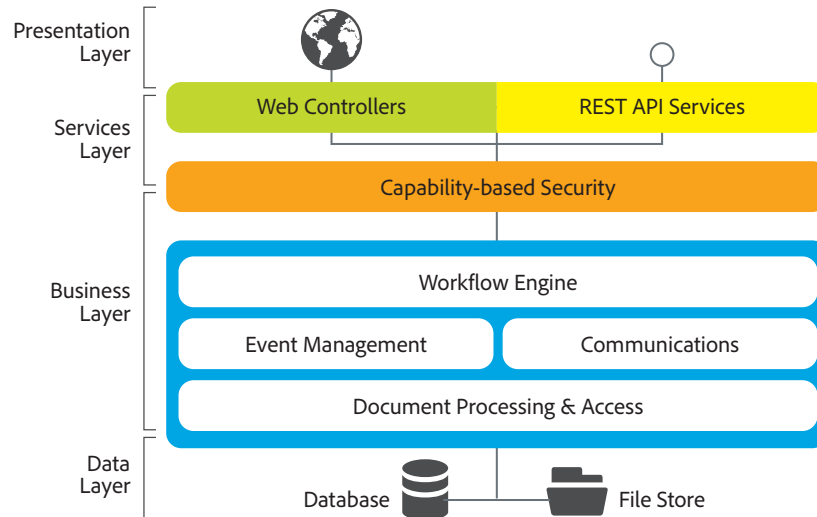 Presentation
Layer
Web Controllers
REST API Services
Services
Layer
Capability-based Security
Business
Layer
Workflow Engine
Event Management
Communications
Document Processing & Access
Data
Layer
Database
File Store